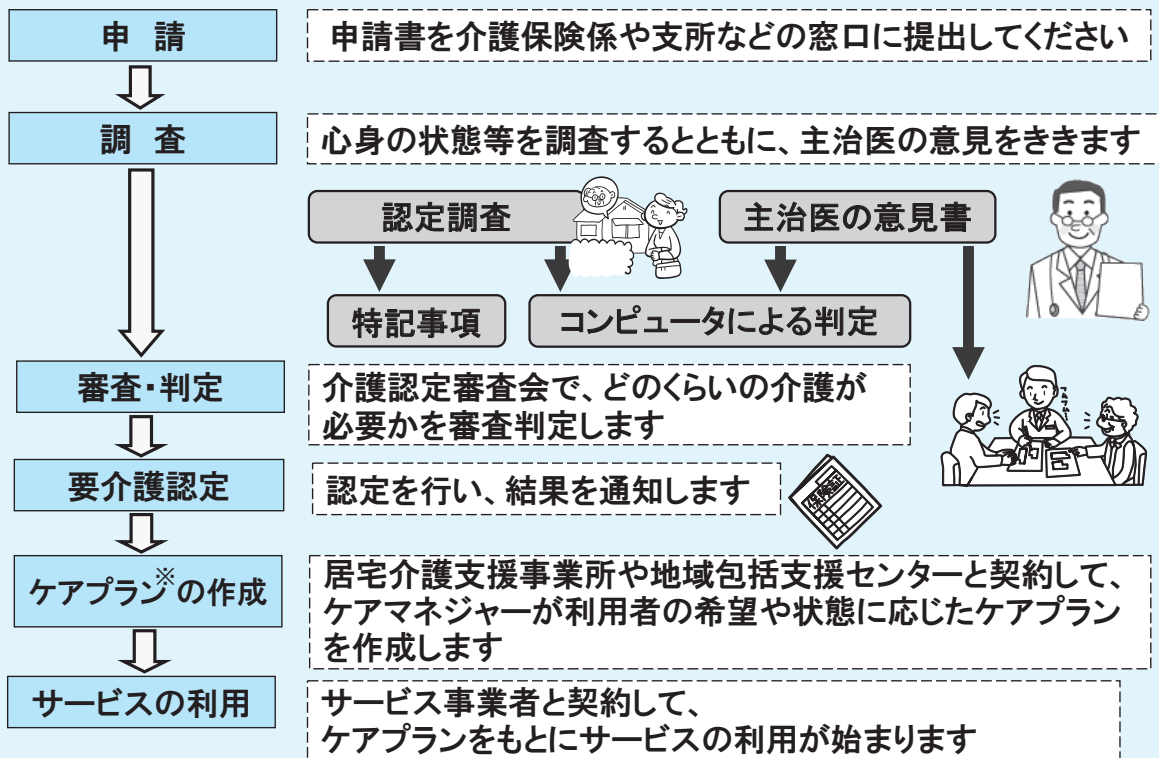 申 請
申請書を介護保険係や支所などの窓口に提出してください
調 査
心身の状態等を調査するとともに、主治医の意見をききます
認定調査
主治医の意見書
特記事項
コンピュータによる判定
審査・判定
介護認定審査会で、どのくらいの介護が
必要かを審査判定します
要介護認定
認定を行い、結果を通知します
保険証
ケアプラン※の作成
居宅介護支援事業所や地域包括支援センターと契約して、
ケアマネジャーが利用者の希望や状態に応じたケアプラン
を作成します
サービスの利用
サービス事業者と契約して、
ケアプランをもとにサービスの利用が始まります